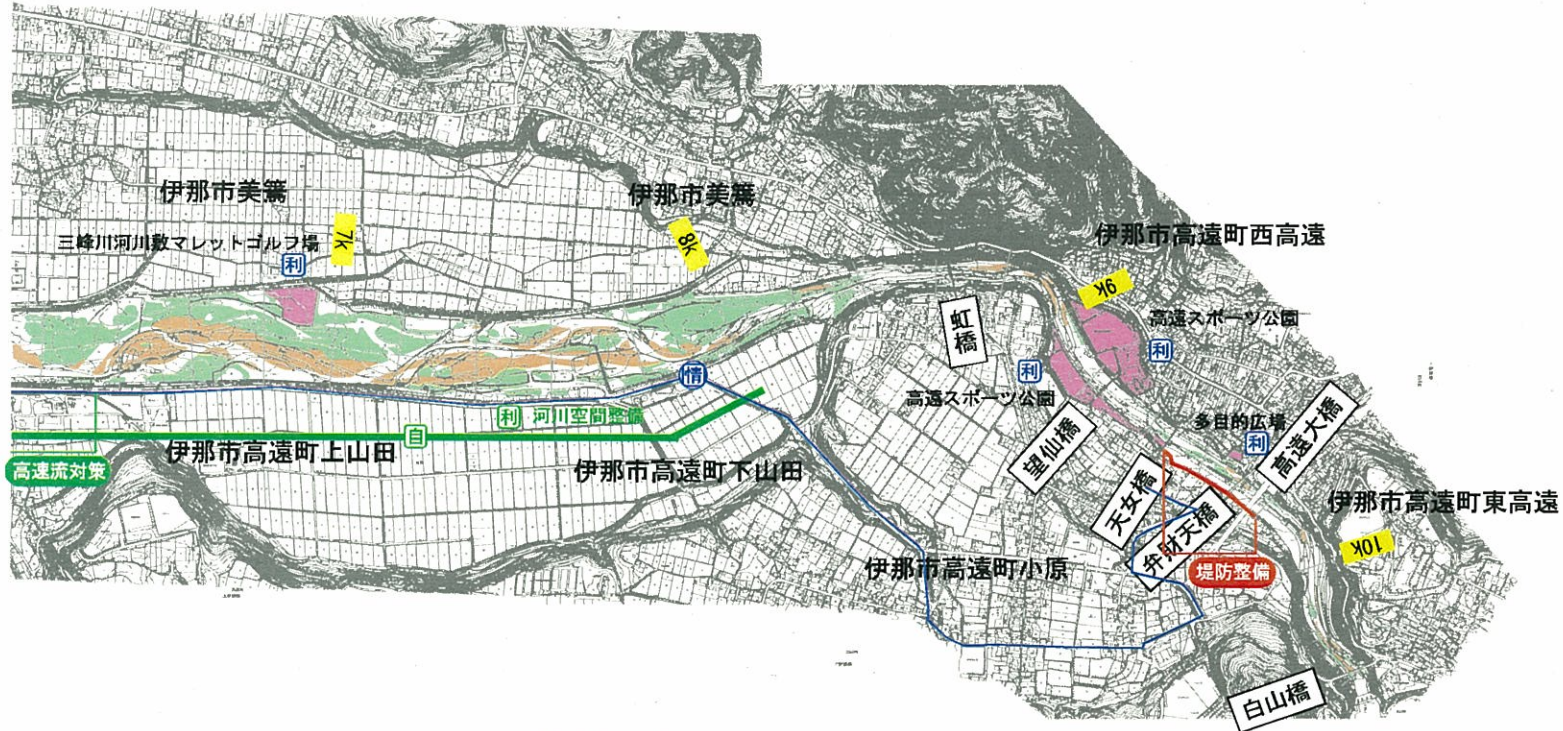 伊那市美篶
伊那市美篶
三峰川河川敷マレットゴルフ場
利
7k
8k
伊那市高遠町西高遠
9k
高遠スポーツ公園
利
虹橋
利
高遠スポーツ公園
情
利 河川空間整備
自
高速流対策
伊那市高遠町上山田
伊那市高遠町下山田
望仙橋
多目的広場
利
高遠大橋
天女橋
弁財天橋
伊那市高遠町東高遠
10k
伊那市高遠町小原
堤防整備
白山橋